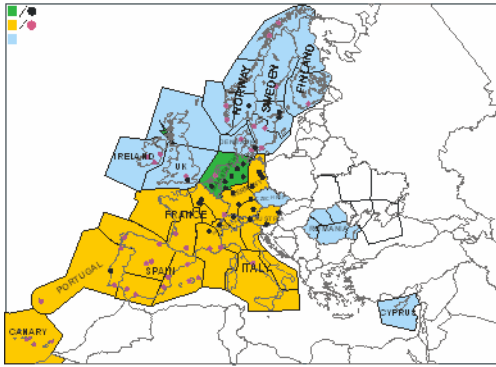 NORWAY
SWEDEN
FINLAND
IRELAND
UK
FRANCE
ROMANIA
PORTUGAL
SPAIN
ITALY
CYPRUS
CANARY